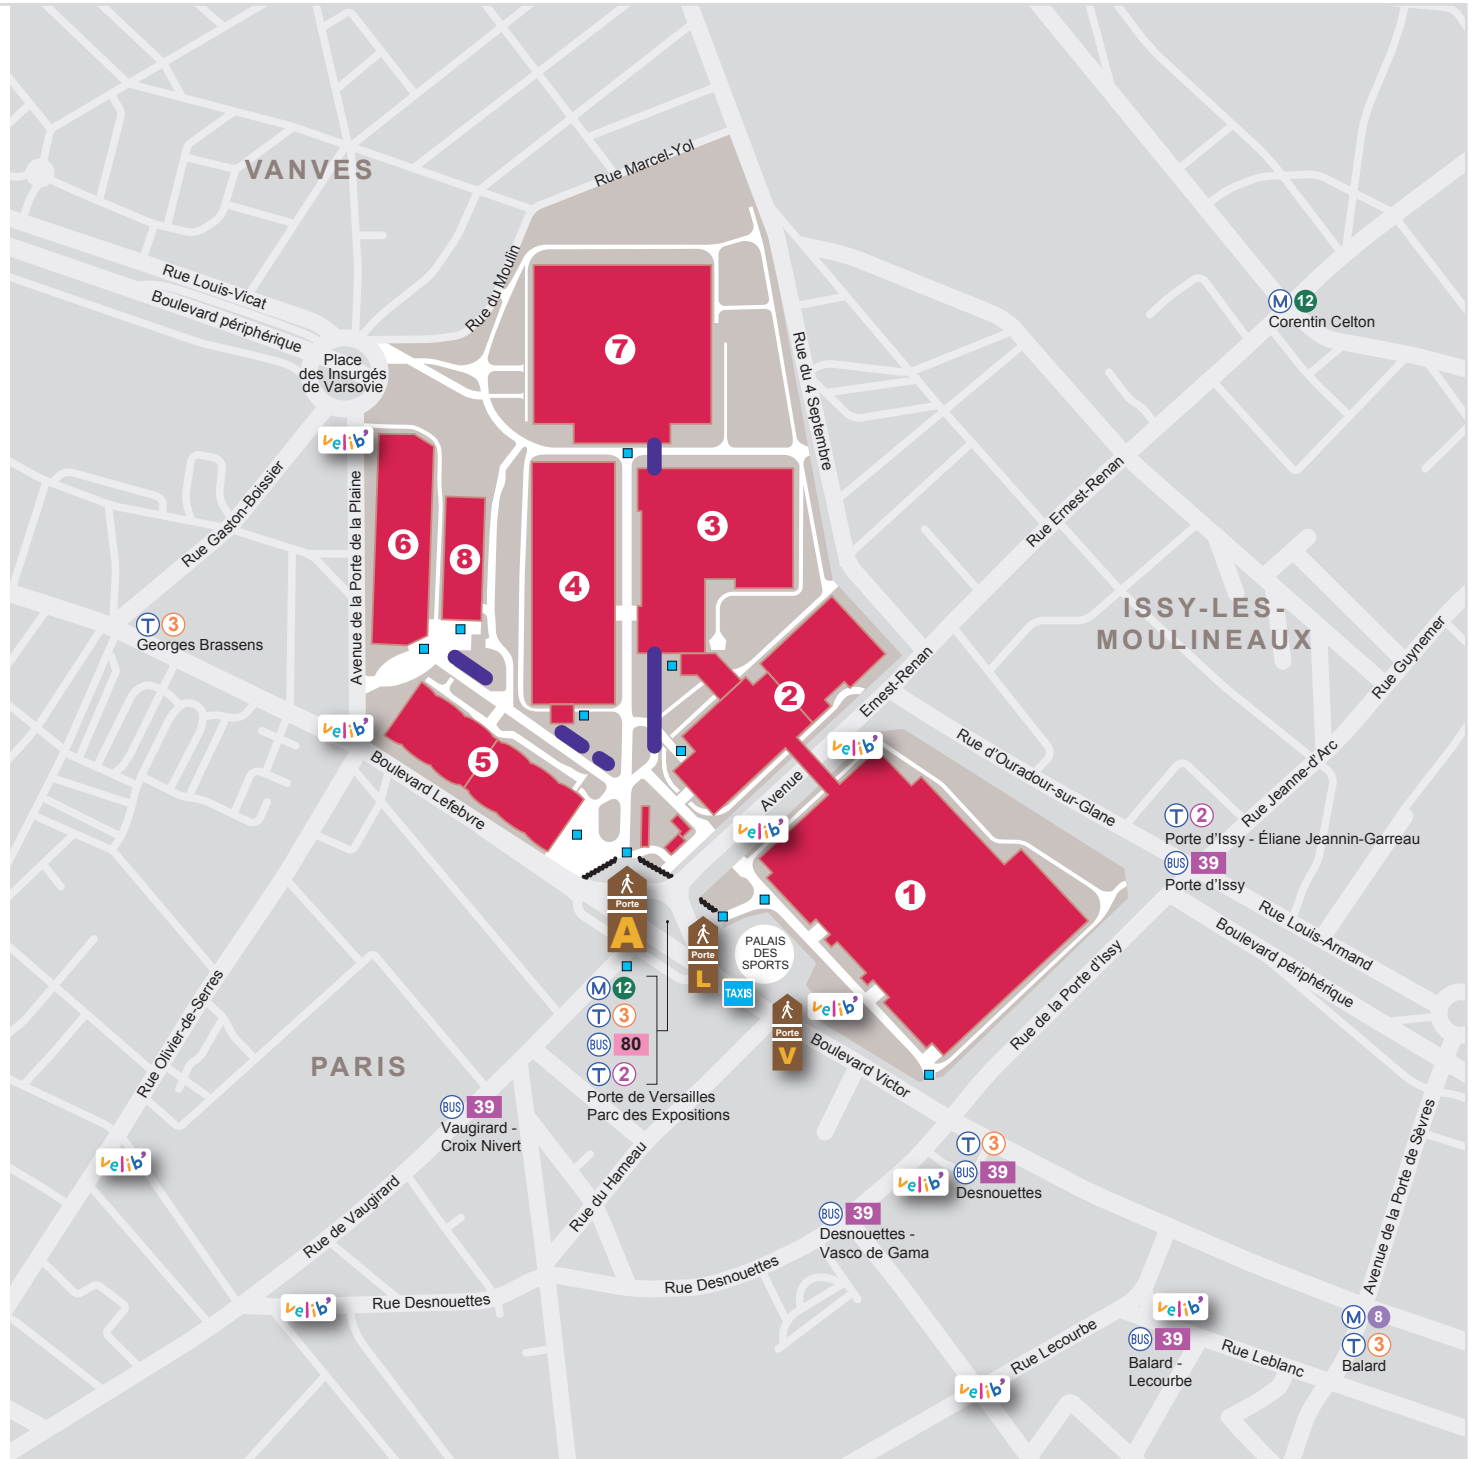 VANVES
Rue Marcel-Yol
Rue du Moulin
Rue Louis-Vicat
Boulevard périphérique
Place
des Insurgés
de Varsovie
velib'
Rue Gaston-Boissier
Avenue de la Porte de la Plaine
T 3
Georges Brassens
velib'
Boulevard Lefebvre
7
6
8
4
3
2
5
1
Rue du 4 Septembre
M 12
Corentin Celton
Rue Ernest-Renan
ISSY-LES-
MOULINEAUX
Rue Guynemer
Avenue
Ernest-Renan
velib'
velib'
Rue d'Ouradour-sur-Glane
Rue Jeanne-d'Arc
T 2
Porte d'Issy - Éliane Jeannin-Garreau
BUS 39
Porte d'Issy
Rue Louis-Armand
Boulevard périphérique
Rue de la Porte d'Issy
Porte
A
Porte
L
PALAIS
DES
SPORTS
TAXIS
Porte
V
velib'
Boulevard Victor
M 12
T 3
BUS 80
T 2
Porte de Versailles
Parc des Expositions
PARIS
Rue Olivier-de-Serres
velib'
BUS 39
Vaugirard -
Croix Nivert
Rue de Vaugirard
Rue du Hameau
velib'
Rue Desnouettes
Rue Desnouettes
BUS 39
Desnouettes -
Vasco de Gama
velib'
T 3
BUS 39
Desnouettes
Avenue de la Porte de Sèvres
velib'
BUS 39
Balard -
Lecourbe
Rue Lecourbe
velib'
Rue Leblanc
M 8
T 3
Balard